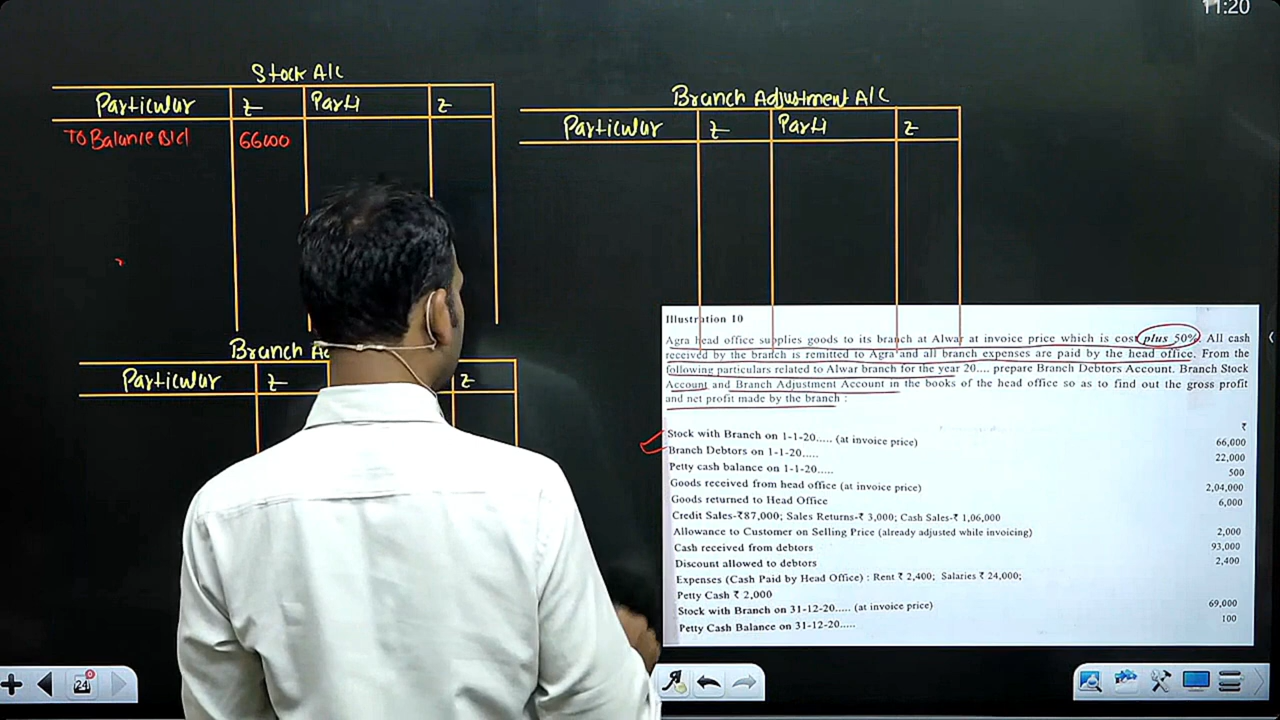 11:20
Stock A/c
Particular ₹ Parti ₹
To Balance B/d 66000
Branch Adjustment A/C
Particular ₹ Parti ₹
Branch
Particular ₹ ₹
Illustration 10
Agra head office supplies goods to its branch at Alwar at invoice price which is cost plus 50%. All cash
received by the branch is remitted to Agra and all branch expenses are paid by the head office. From the
following particulars related to Alwar branch for the year 20.... prepare Branch Debtors Account. Branch Stock
Account and Branch Adjustment Account in the books of the head office so as to find out the gross profit
and net profit made by the branch :
₹
Stock with Branch on 1-1-20..... (at invoice price) 66,000
Branch Debtors on 1-1-20..... 22,000
Petty cash balance on 1-1-20..... 500
Goods received from head office (at invoice price) 2,04,000
Goods returned to Head Office 6,000
Credit Sales-₹87,000; Sales Returns-₹ 3,000; Cash Sales-₹ 1,06,000
Allowance to Customer on Selling Price (already adjusted while invoicing) 2,000
Cash received from debtors 93,000
Discount allowed to debtors 2,400
Expenses (Cash Paid by Head Office) : Rent ₹ 2,400; Salaries ₹ 24,000;
Petty Cash ₹ 2,000
Stock with Branch on 31-12-20..... (at invoice price) 69,000
Petty Cash Balance on 31-12-20..... 100
24